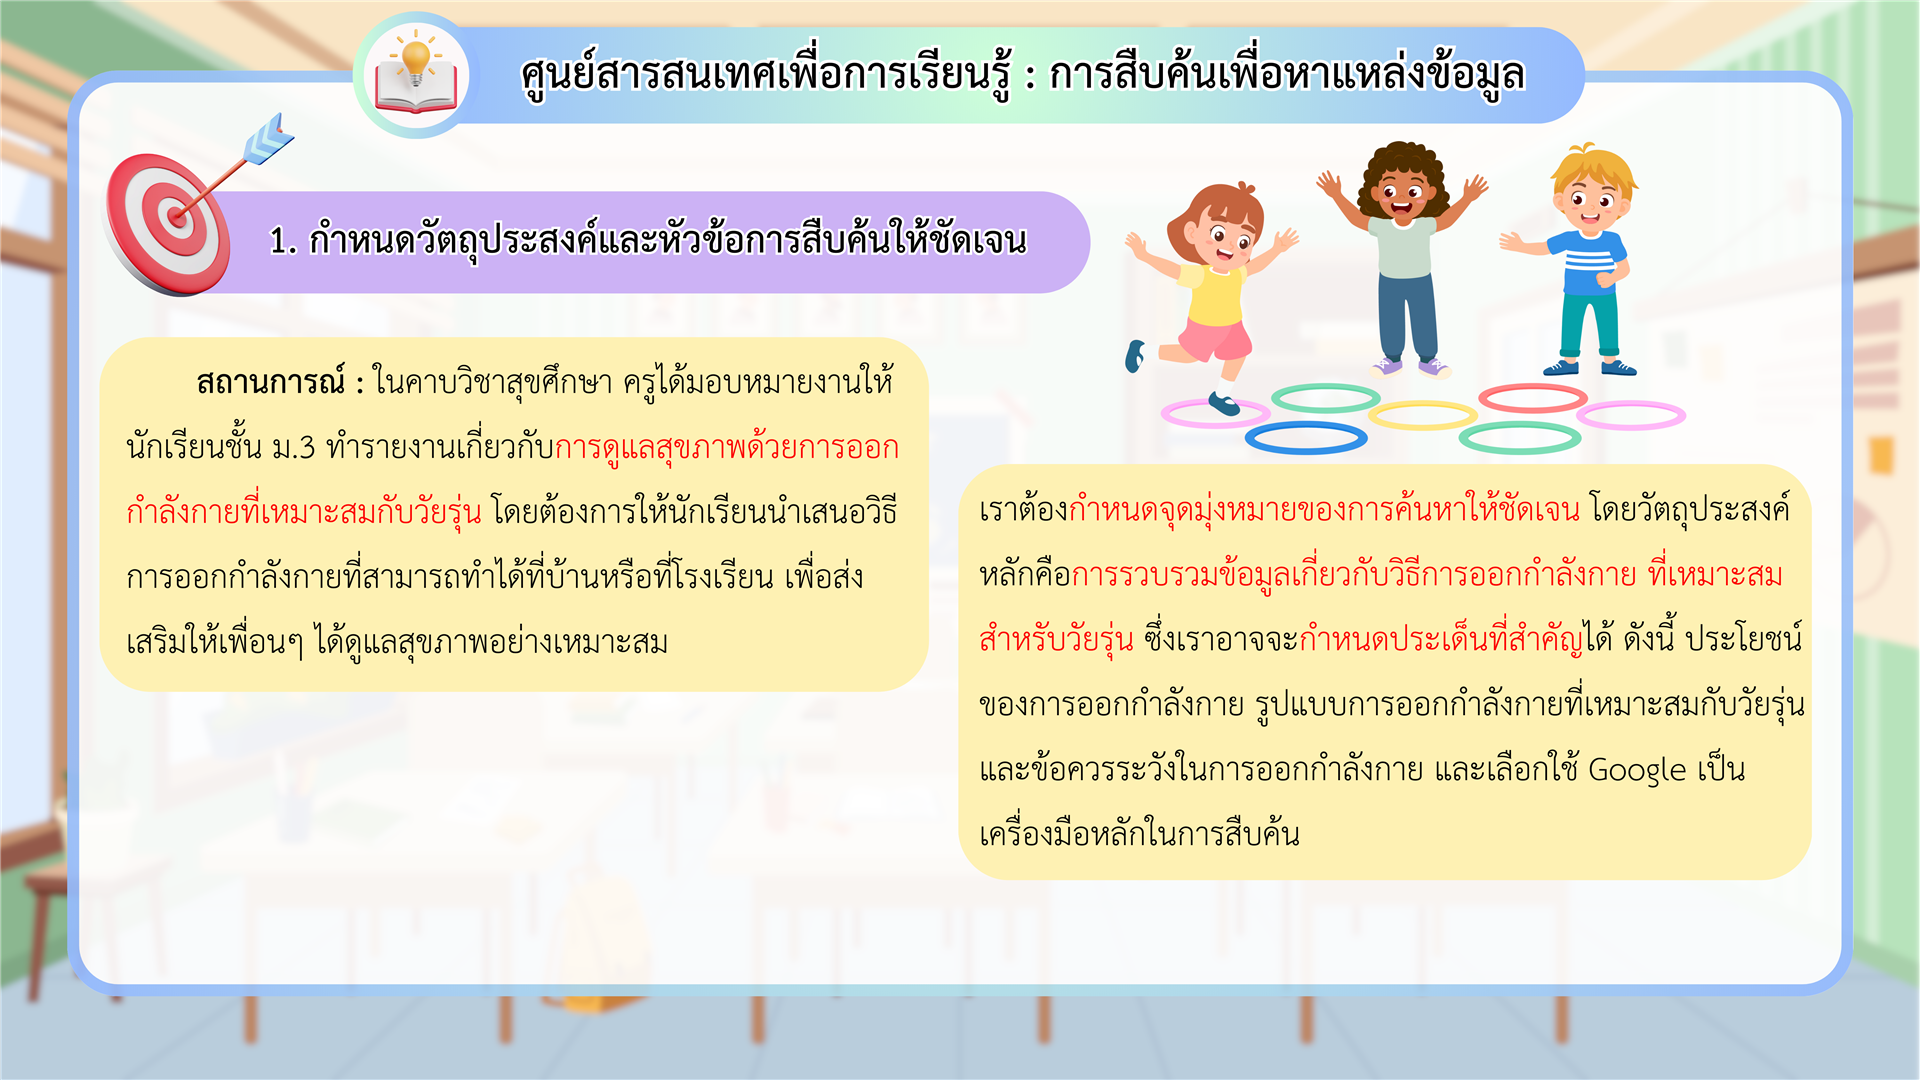 ศูนย์สารสนเทศเพื่อการเรียนรู้ : การสืบค้นเพื่อหาแหล่งข้อมูล
1. กำหนดวัตถุประสงค์และหัวข้อการสืบค้นให้ชัดเจน
สถานการณ์ : ในคาบวิชาสุขศึกษา ครูได้มอบหมายงานให้
นักเรียนชั้น ม.3 ทำรายงานเกี่ยวกับการดูแลสุขภาพด้วยการออก
กำลังกายที่เหมาะสมกับวัยรุ่น โดยต้องการให้นักเรียนนำเสนอวิธี
การออกกำลังกายที่สามารถทำได้ที่บ้านหรือที่โรงเรียน เพื่อส่ง
เสริมให้เพื่อนๆ ได้ดูแลสุขภาพอย่างเหมาะสม
เราต้องกำหนดจุดมุ่งหมายของการค้นหาให้ชัดเจน โดยวัตถุประสงค์
หลักคือการรวบรวมข้อมูลเกี่ยวกับวิธีการออกกำลังกาย ที่เหมาะสม
สำหรับวัยรุ่น ซึ่งเราอาจจะกำหนดประเด็นที่สำคัญได้ ดังนี้ ประโยชน์
ของการออกกำลังกาย รูปแบบการออกกำลังกายที่เหมาะสมกับวัยรุ่น
และข้อควรระวังในการออกกำลังกาย และเลือกใช้ Google เป็น
เครื่องมือหลักในการสืบค้น